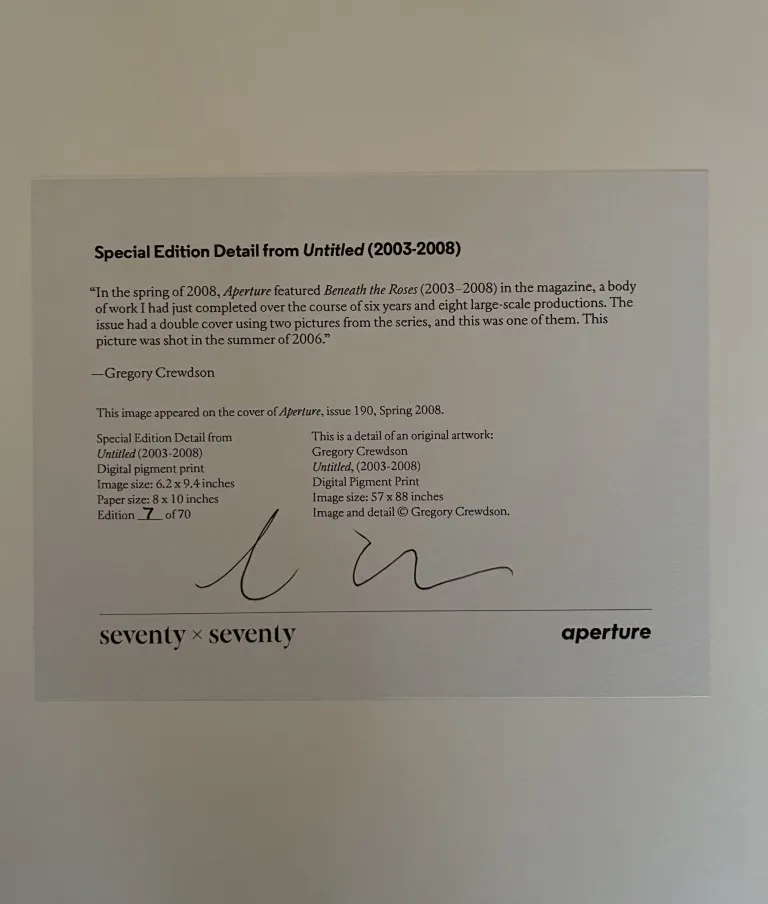 Special Edition Detail from Untitled (2003-2008)
“In the spring of 2008, Aperture featured Beneath the Roses (2003–2008) in the magazine, a body
of work I had just completed over the course of six years and eight large-scale productions. The
issue had a double cover using two pictures from the series, and this was one of them. This
picture was shot in the summer of 2006.”
—Gregory Crewdson
This image appeared on the cover of Aperture, issue 190, Spring 2008.
Special Edition Detail from
Untitled (2003-2008)
Digital pigment print
Image size: 6.2 x 9.4 inches
Paper size: 8 x 10 inches
Edition 7 of 70
This is a detail of an original artwork:
Gregory Crewdson
Untitled, (2003-2008)
Digital Pigment Print
Image size: 57 x 88 inches
Image and detail © Gregory Crewdson.
seventy × seventy
aperture